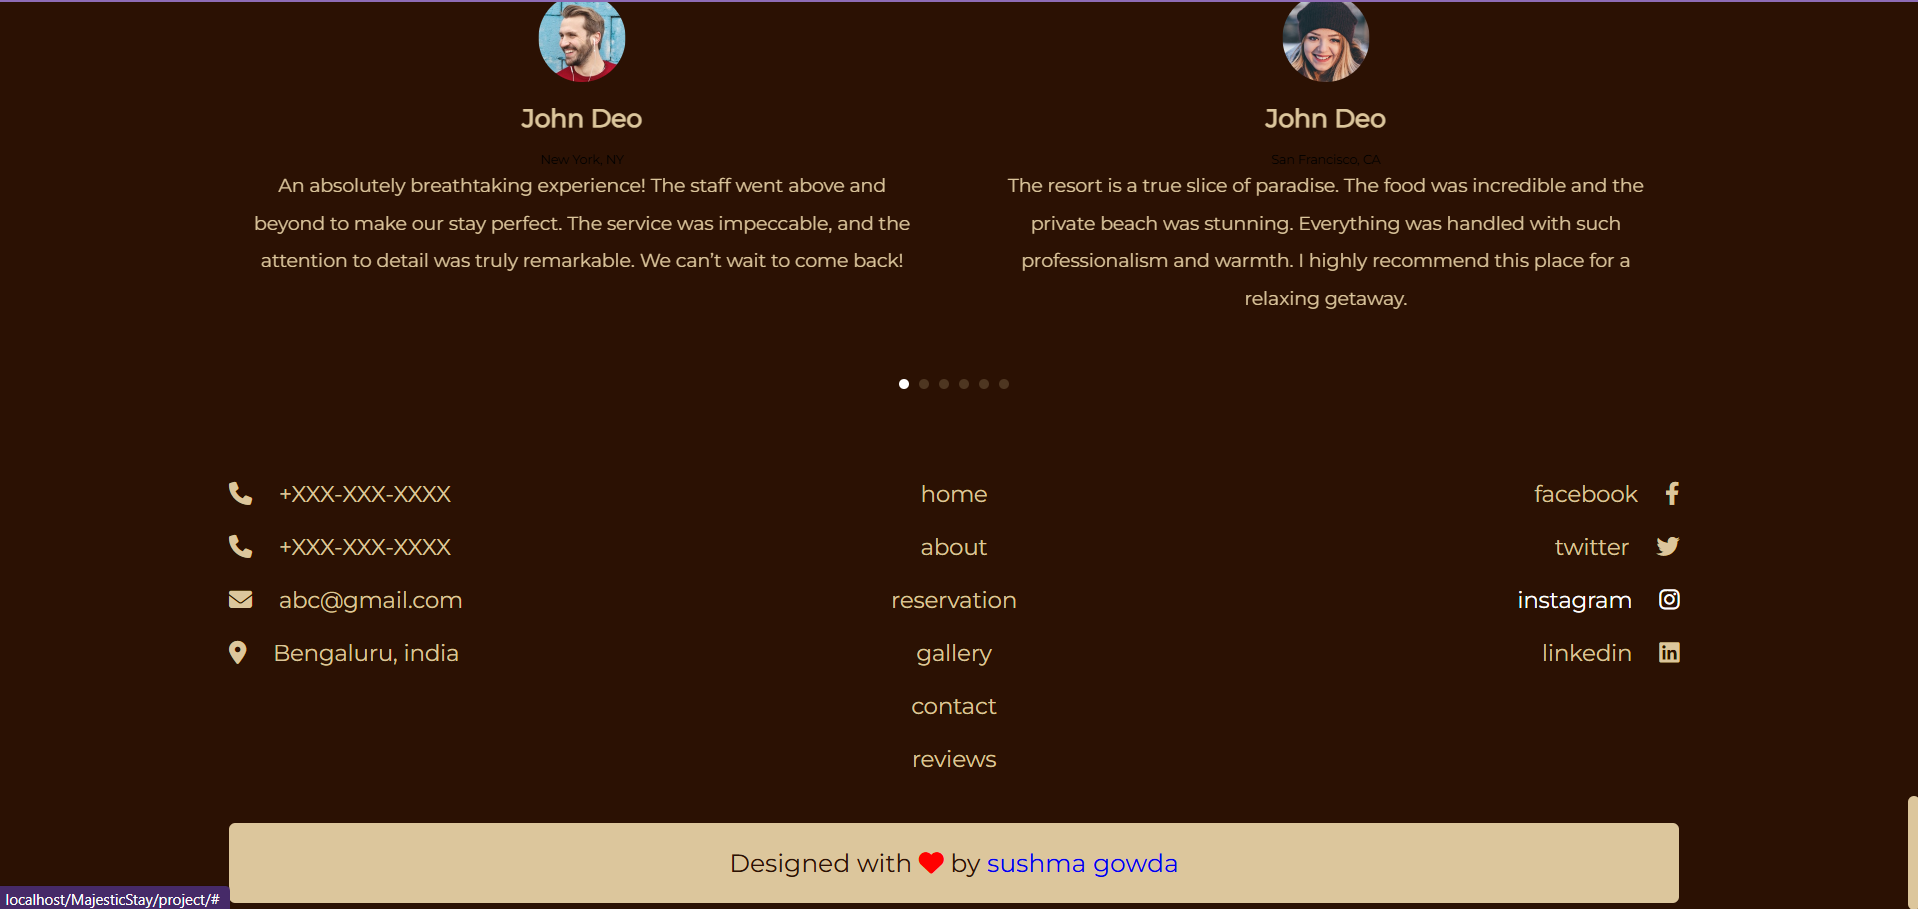 John Deo
New York, NY
An absolutely breathtaking experience! The staff went above and
beyond to make our stay perfect. The service was impeccable, and the
attention to detail was truly remarkable. We can’t wait to come back!
John Deo
San Francisco, CA
The resort is a true slice of paradise. The food was incredible and the
private beach was stunning. Everything was handled with such
professionalism and warmth. I highly recommend this place for a
relaxing getaway.
+XXX-XXX-XXXX
+XXX-XXX-XXXX
abc@gmail.com
Bengaluru, india
home
about
reservation
gallery
contact
reviews
facebook
twitter
instagram
linkedin
Designed with ❤ by sushma gowda
localhost/MajesticStay/project/#